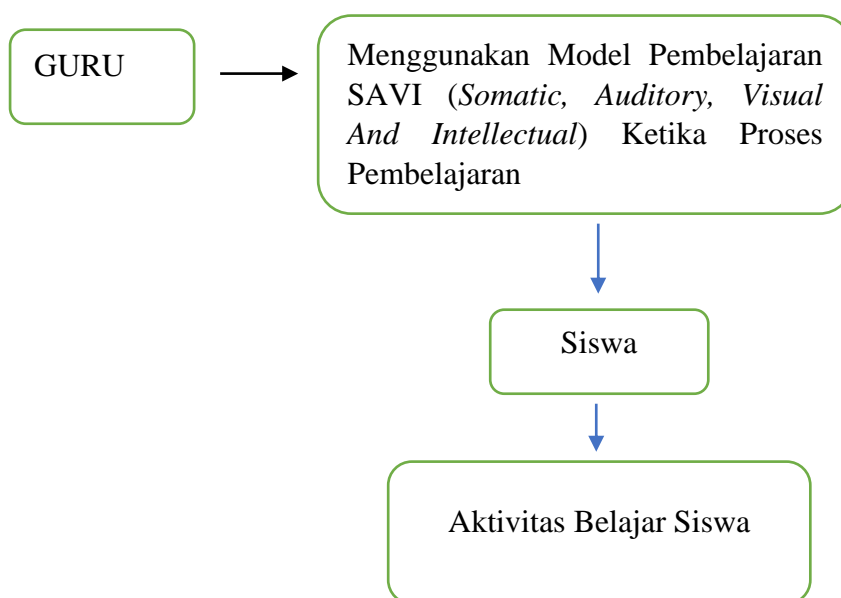 GURU
Menggunakan Model Pembelajaran
SAVI (Somatic, Auditory, Visual
And Intellectual) Ketika Proses
Pembelajaran
Siswa
Aktivitas Belajar Siswa